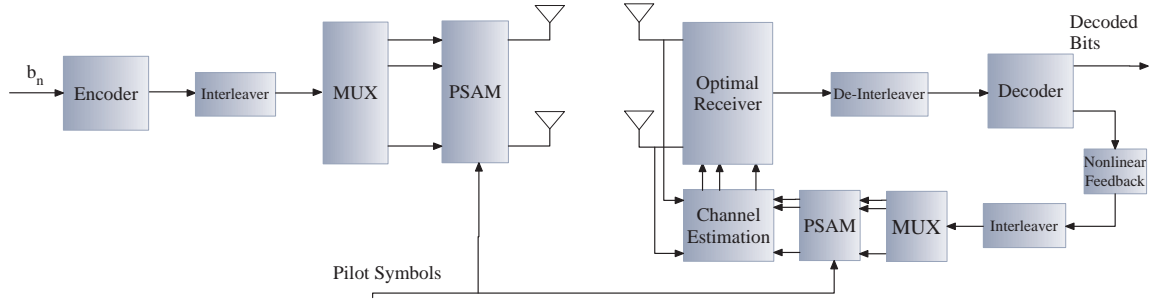 b_n
Encoder
Interleaver
MUX
PSAM
Optimal
Receiver
De-Interleaver
Decoder
Decoded
Bits
Nonlinear
Feedback
Interleaver
MUX
PSAM
Channel
Estimation
Pilot Symbols